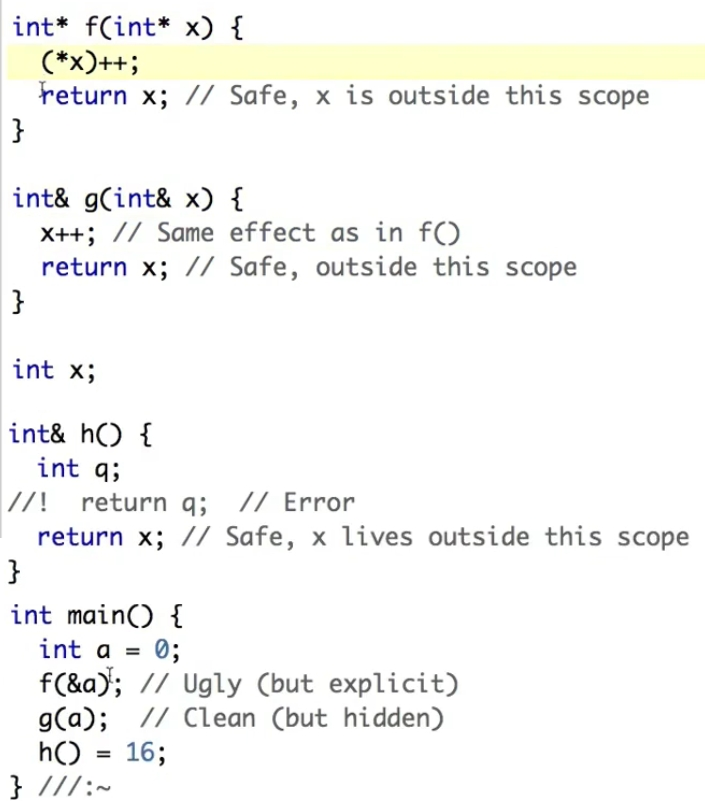 int* f(int* x) {
  (*x)++;
  return x; // Safe, x is outside this scope
}

int& g(int& x) {
  x++; // Same effect as in f()
  return x; // Safe, outside this scope
}

int x;

int& h() {
  int q;
//!  return q;  // Error
  return x; // Safe, x lives outside this scope
}
int main() {
  int a = 0;
  f(&a); // Ugly (but explicit)
  g(a);  // Clean (but hidden)
  h() = 16;
} ///:~